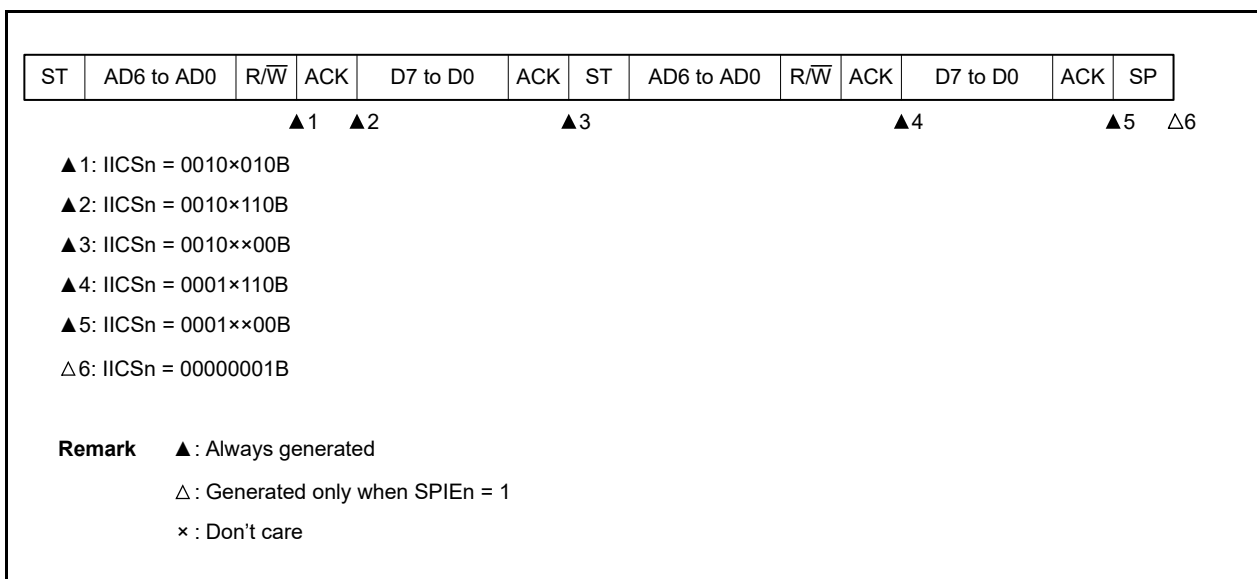 ST AD6 to AD0 R/W̅ ACK D7 to D0 ACK ST AD6 to AD0 R/W̅ ACK D7 to D0 ACK SP
▲1 ▲2 ▲3 ▲4 ▲5 △6
▲1: IICSn = 0010×010B
▲2: IICSn = 0010×110B
▲3: IICSn = 0010××00B
▲4: IICSn = 0001×110B
▲5: IICSn = 0001××00B
△6: IICSn = 00000001B
Remark ▲: Always generated
△: Generated only when SPIEn = 1
×: Don't care